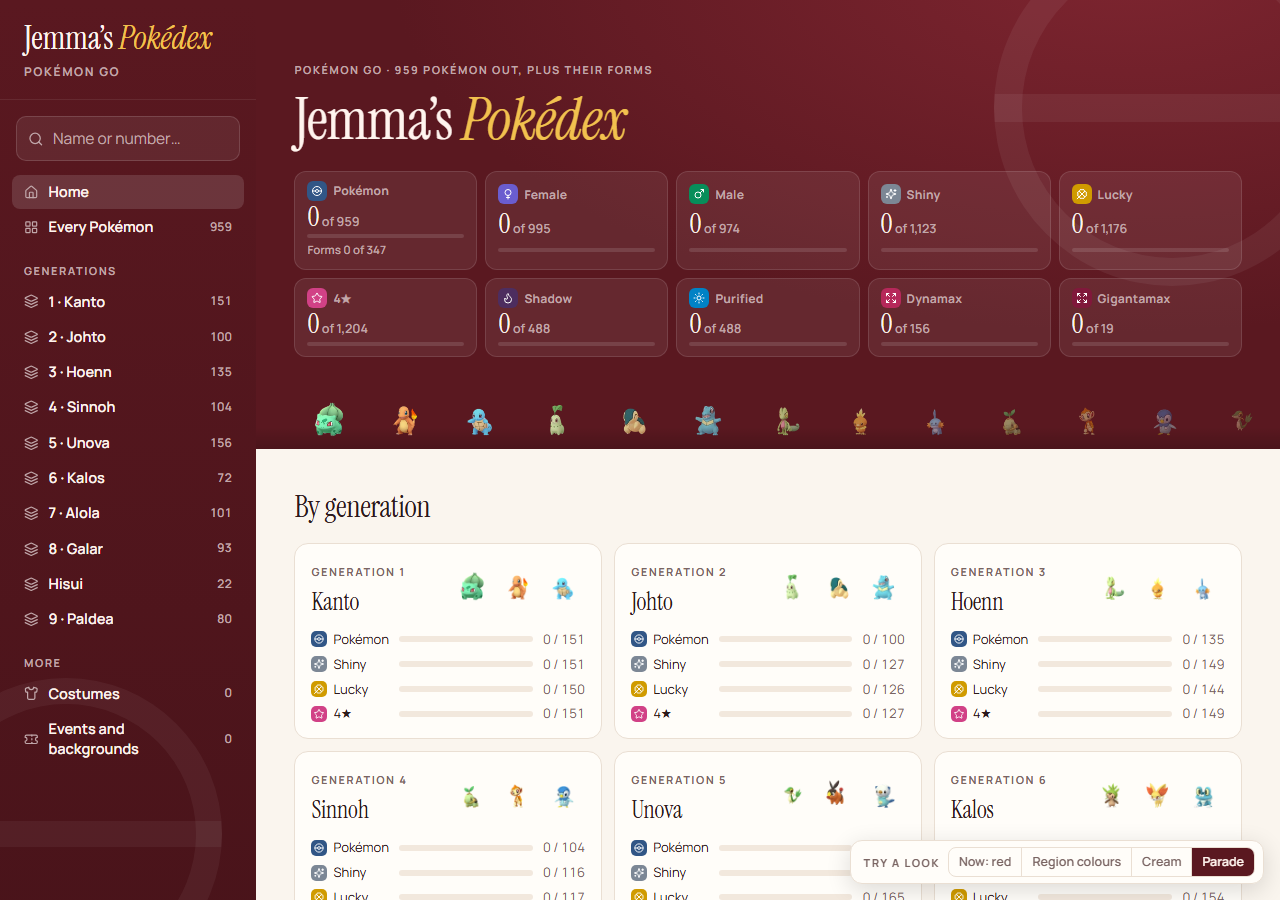 Jemma’s Pokédex
POKÉMON GO
Name or number...
Home
Every Pokémon 959
GENERATIONS
1 · Kanto 151
2 · Johto 100
3 · Hoenn 135
4 · Sinnoh 104
5 · Unova 156
6 · Kalos 72
7 · Alola 101
8 · Galar 93
Hisui 22
9 · Paldea 80
MORE
Costumes 0
Events and
backgrounds 0
POKÉMON GO · 959 POKÉMON OUT, PLUS THEIR FORMS
Jemma’s Pokédex
Pokémon
0 of 959
Forms 0 of 347
Female
0 of 995
Male
0 of 974
Shiny
0 of 1,123
Lucky
0 of 1,176
4★
0 of 1,204
Shadow
0 of 488
Purified
0 of 488
Dynamax
0 of 156
Gigantamax
0 of 19
By generation
GENERATION 1
Kanto
Pokémon 0 / 151
Shiny 0 / 151
Lucky 0 / 150
4★ 0 / 151
GENERATION 2
Johto
Pokémon 0 / 100
Shiny 0 / 127
Lucky 0 / 126
4★ 0 / 127
GENERATION 3
Hoenn
Pokémon 0 / 135
Shiny 0 / 149
Lucky 0 / 144
4★ 0 / 149
GENERATION 4
Sinnoh
Pokémon 0 / 104
Shiny 0 / 116
Lucky 0 / 117
GENERATION 5
Unova
Pokémon
Shiny
Lucky 0 / 165
GENERATION 6
Kalos
0 / 154
TRY A LOOK
Now: red
Region colours
Cream
Parade